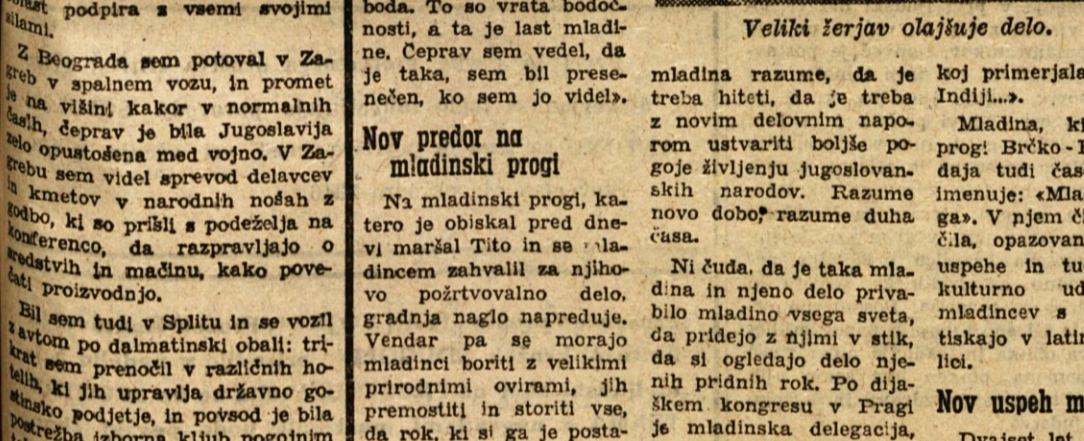 podpira z vsemi svojimi
silami.
Z Beograda sem potoval v Za-
greb v spalnem vozu, in promet
je na višini kakor v normalnih
časih, čeprav je bila Jugoslavija
zelo opustošena med vojno. V Za-
grebu sem videl sprevod delavcev
in kmetov v narodnih nošah z
godbo, ki so prišli s podeželja na
konferenco, da razpravljajo o
sredstvih in mačinu, kako pove-
čati proizvodnjo.
Bil sem tudi v Splitu in se vozil
z avtom po dalmatinski obali: tri-
krat sem prenočil v različnih ho-
telih, ki jih upravlja državno go-
stinsko podjetje, in povsod je bila
postrežba izborna kljub pogojnim
boda. To so vrata bodoč-
nosti, a ta je last mladi-
ne. Čeprav sem vedel, da
je taka, sem bil prese-
nečen, ko sem jo videl».
Nov predor na
mladinski progi
Na mladinski progi, ka-
tero je obiskal pred dne-
vi maršal Tito in se mla-
dincem zahvalil za njiho-
vo požrtvovalno delo,
gradnja naglo napreduje.
Vendar pa se morajo
mladinci boriti z velikimi
prirodnimi ovirami, jih
premostiti in storiti vse,
da rok, ki si ga je posta-
Veliki žerjav olajšuje delo.
mladina razume, da je
treba hiteti, da je treba
z novim delovnim napo-
rom ustvariti boljše po-
goje življenju jugoslovan-
skih narodov. Razume
novo dobo, razume duha
časa.
Ni čuda, da je taka mla-
dina in njeno delo priva-
bilo mladino vsega sveta,
da pridejo z njimi v stik,
da si ogledajo delo nje-
nih pridnih rok. Po dija-
škem kongresu v Pragi
je mladinska delegacija,
koj primerjala
Indiji...».
Mladina, ki
progi Brčko-
daja tudi čas
imenuje: «Mla
ga». V njem
čila, opazovan
uspehe in tu
kulturno ud
mladincev s
tiskajo v latin
lici.
Nov uspeh m
Dvajset let